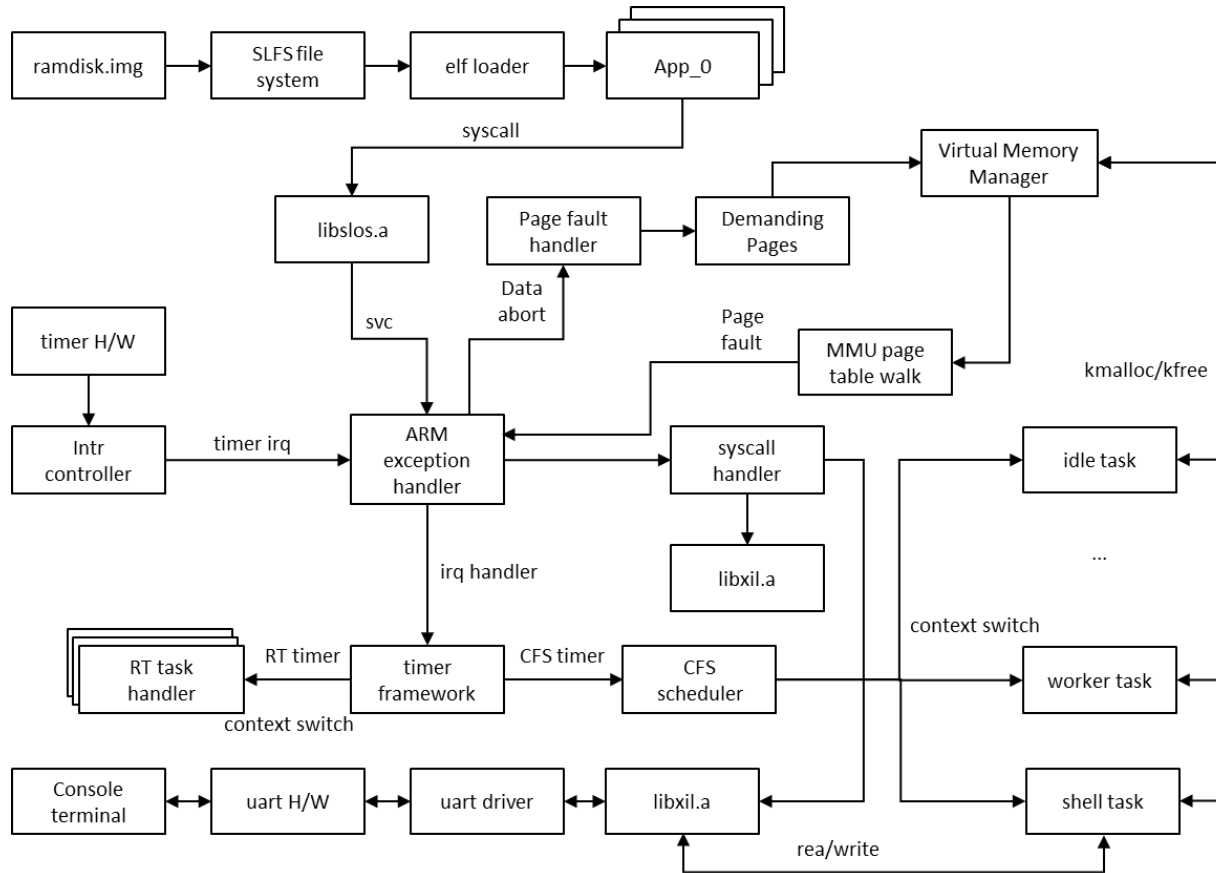 ramdisk.img
SLFS file
system
elf loader
App_0
syscall
Virtual Memory
Manager
libslos.a
Page fault
handler
Demanding
Pages
Data
abort
svc
Page
fault
timer H/W
MMU page
table walk
kmalloc/kfree
Intr
controller
timer irq
ARM
exception
handler
syscall
handler
idle task
...
irq handler
libxil.a
context switch
RT task
handler
RT timer
timer
framework
CFS timer
CFS
scheduler
worker task
context switch
Console
terminal
uart H/W
uart driver
libxil.a
shell task
rea/write